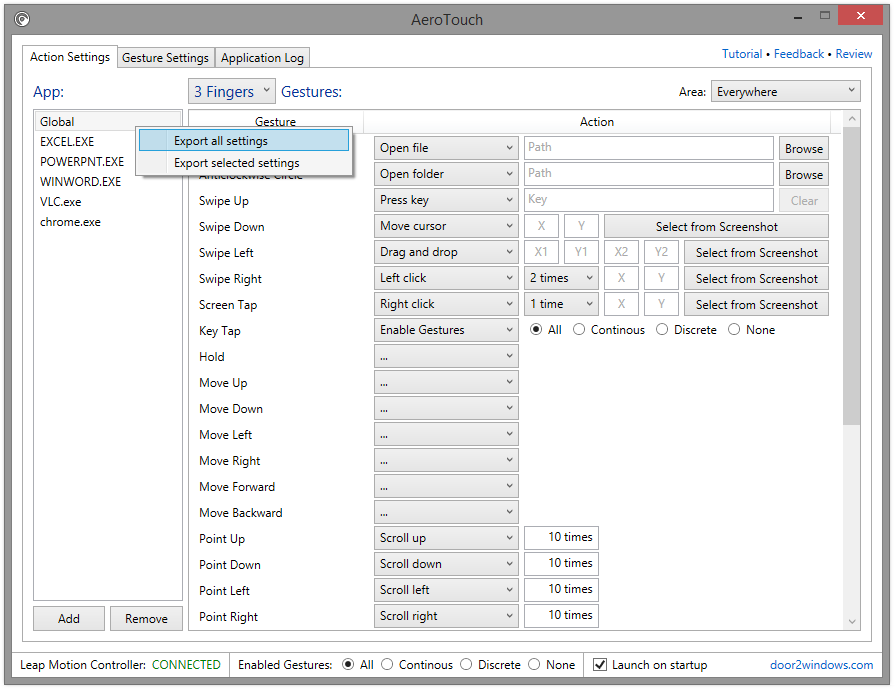 AeroTouch
Action Settings Gesture Settings Application Log
Tutorial • Feedback • Review
App: 3 Fingers Gestures: Area: Everywhere
Global
EXCEL.EXE
POWERPNT.EXE
WINWORD.EXE
VLC.exe
chrome.exe
Export all settings
Export selected settings
Gesture Action
Open file Path Browse
Anticlockwise Circle Open folder Path Browse
Swipe Up Press key Key Clear
Swipe Down Move cursor X Y Select from Screenshot
Swipe Left Drag and drop X1 Y1 X2 Y2 Select from Screenshot
Swipe Right Left click 2 times X Y Select from Screenshot
Screen Tap Right click 1 time X Y Select from Screenshot
Key Tap Enable Gestures All Continous Discrete None
Hold ...
Move Up ...
Move Down ...
Move Left ...
Move Right ...
Move Forward ...
Move Backward ...
Point Up Scroll up 10 times
Point Down Scroll down 10 times
Point Left Scroll left 10 times
Point Right Scroll right 10 times
Add Remove
Leap Motion Controller: CONNECTED Enabled Gestures: All Continous Discrete None Launch on startup door2windows.com